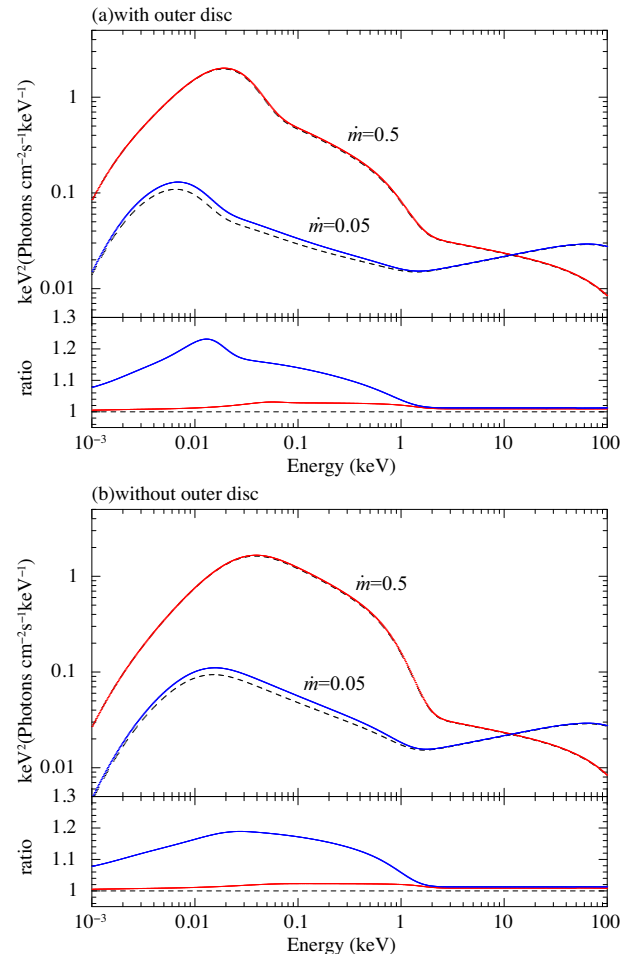 (a)with outer disc
keV²(Photons cm⁻²s⁻¹keV⁻¹)
1
0.1
0.01
ṁ=0.5
ṁ=0.05
ratio
1.3
1.2
1.1
1
10⁻³ 0.01 0.1 1 10 100
Energy (keV)
(b)without outer disc
keV²(Photons cm⁻²s⁻¹keV⁻¹)
1
0.1
0.01
ṁ=0.5
ṁ=0.05
ratio
1.3
1.2
1.1
1
10⁻³ 0.01 0.1 1 10 100
Energy (keV)